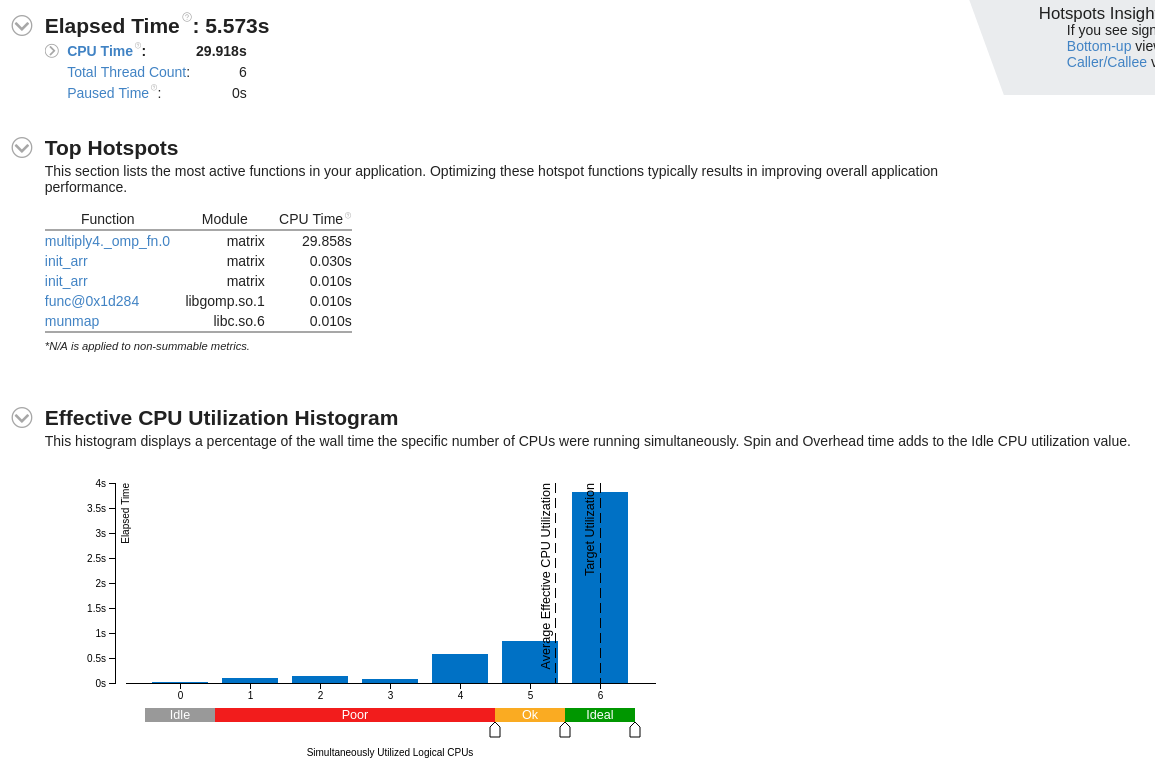 Elapsed Time: 5.573s
CPU Time: 29.918s
Total Thread Count: 6
Paused Time: 0s
Hotspots Insigh
If you see sign
Bottom-up vie
Caller/Callee v
Top Hotspots
This section lists the most active functions in your application. Optimizing these hotspot functions typically results in improving overall application
performance.
Function Module CPU Time
multiply4._omp_fn.0 matrix 29.858s
init_arr matrix 0.030s
init_arr matrix 0.010s
func@0x1d284 libgomp.so.1 0.010s
munmap libc.so.6 0.010s
*N/A is applied to non-summable metrics.
Effective CPU Utilization Histogram
This histogram displays a percentage of the wall time the specific number of CPUs were running simultaneously. Spin and Overhead time adds to the Idle CPU utilization value.
4s
3.5s
3s
2.5s
2s
1.5s
1s
0.5s
0s
Elapsed Time
Average Effective CPU Utilization
Target Utilization
0 1 2 3 4 5 6
Idle Poor Ok Ideal
Simultaneously Utilized Logical CPUs